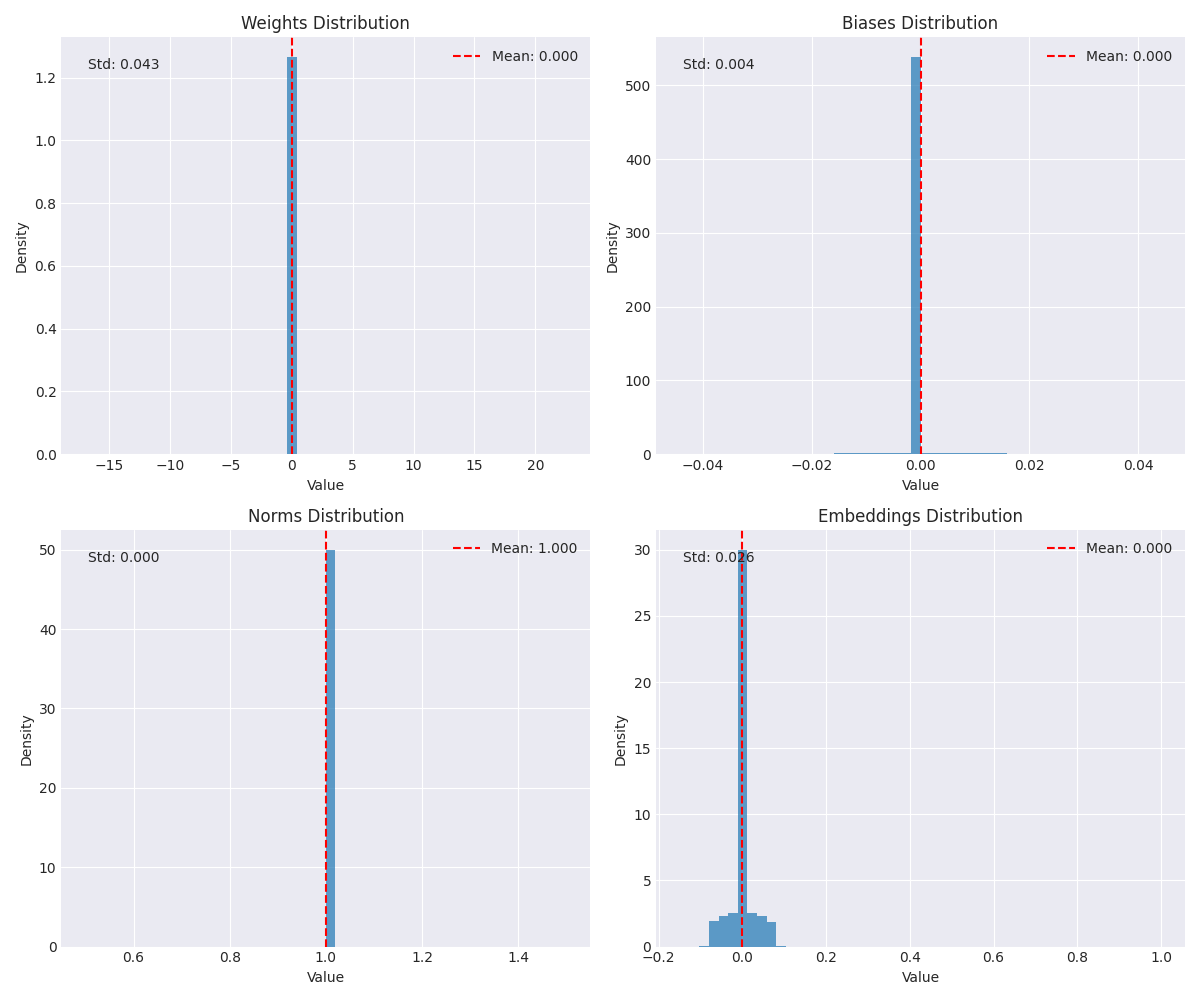 Weights Distribution
Std: 0.043
Mean: 0.000
Density
1.2
1.0
0.8
0.6
0.4
0.2
0.0
−15 −10 −5 0 5 10 15 20
Value
Biases Distribution
Std: 0.004
Mean: 0.000
Density
500
400
300
200
100
0
−0.04 −0.02 0.00 0.02 0.04
Value
Norms Distribution
Std: 0.000
Mean: 1.000
Density
50
40
30
20
10
0
0.6 0.8 1.0 1.2 1.4
Value
Embeddings Distribution
Std: 0.026
Mean: 0.000
Density
30
25
20
15
10
5
0
−0.2 0.0 0.2 0.4 0.6 0.8 1.0
Value